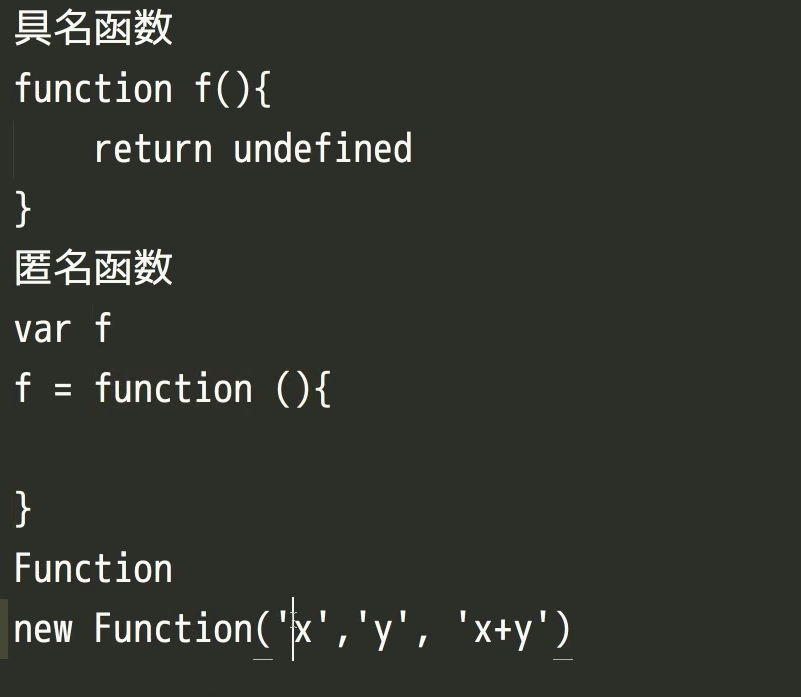 具名函数
function f(){
    return undefined
}
匿名函数
var f
f = function (){
}
Function
new Function('x','y', 'x+y')